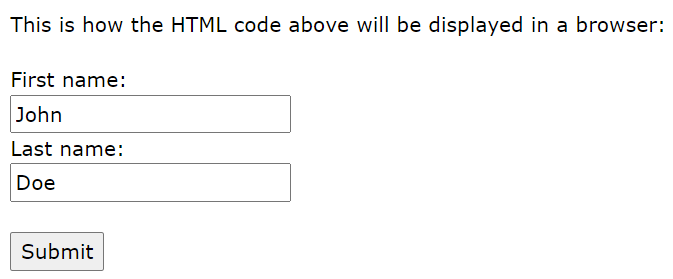 This is how the HTML code above will be displayed in a browser:
First name:
John
Last name:
Doe
Submit